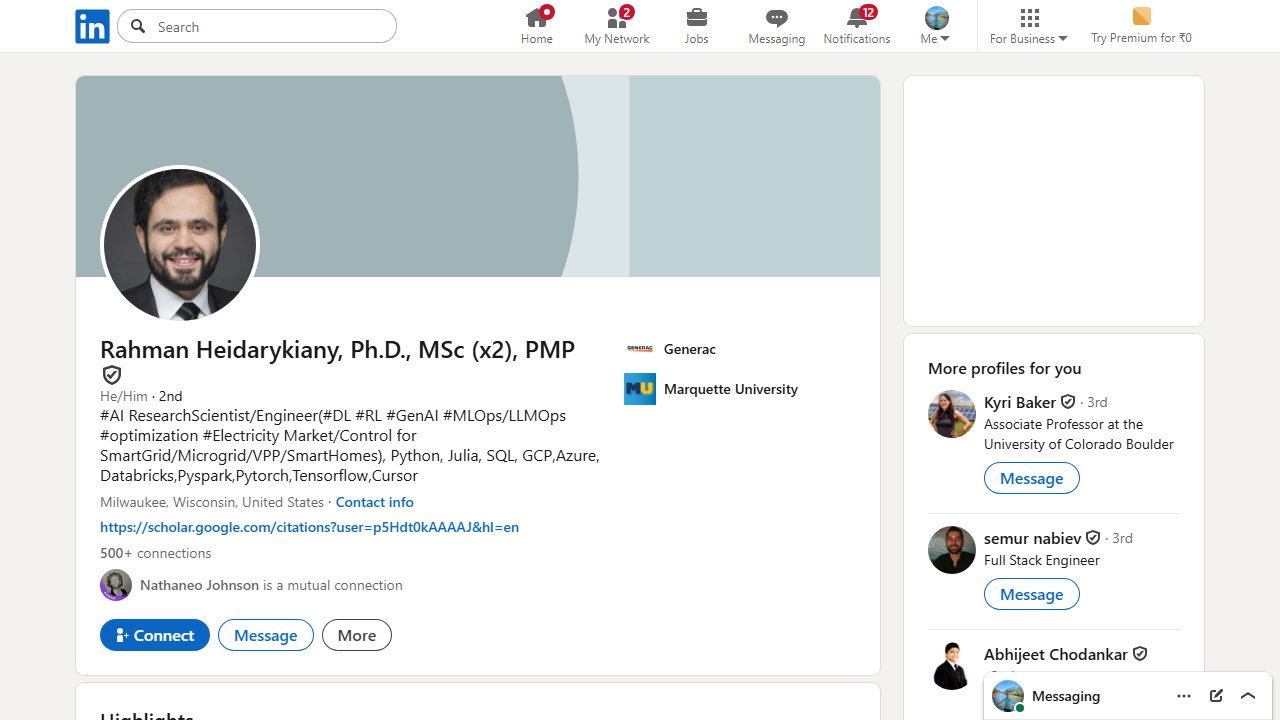 in
Search
Home
2
My Network
Jobs
Messaging
12
Notifications
Me
For Business
Try Premium for ₹0
Rahman Heidarykiany, Ph.D., MSc (x2), PMP
He/Him · 2nd
#AI ResearchScientist/Engineer(#DL #RL #GenAI #MLOps/LLMOps
#optimization #Electricity Market/Control for
SmartGrid/Microgrid/VPP/SmartHomes), Python, Julia, SQL, GCP,Azure,
Databricks,Pyspark,Pytorch,Tensorflow,Cursor
Milwaukee, Wisconsin, United States · Contact info
https://scholar.google.com/citations?user=p5Hdt0kAAAAJ&hl=en
500+ connections
Nathaneo Johnson is a mutual connection
Connect
Message
More
GENERAC
Generac
MU
Marquette University
More profiles for you
Kyri Baker · 3rd
Associate Professor at the
University of Colorado Boulder
Message
semur nabiev · 3rd
Full Stack Engineer
Message
Abhijeet Chodankar
Messaging
Highlights